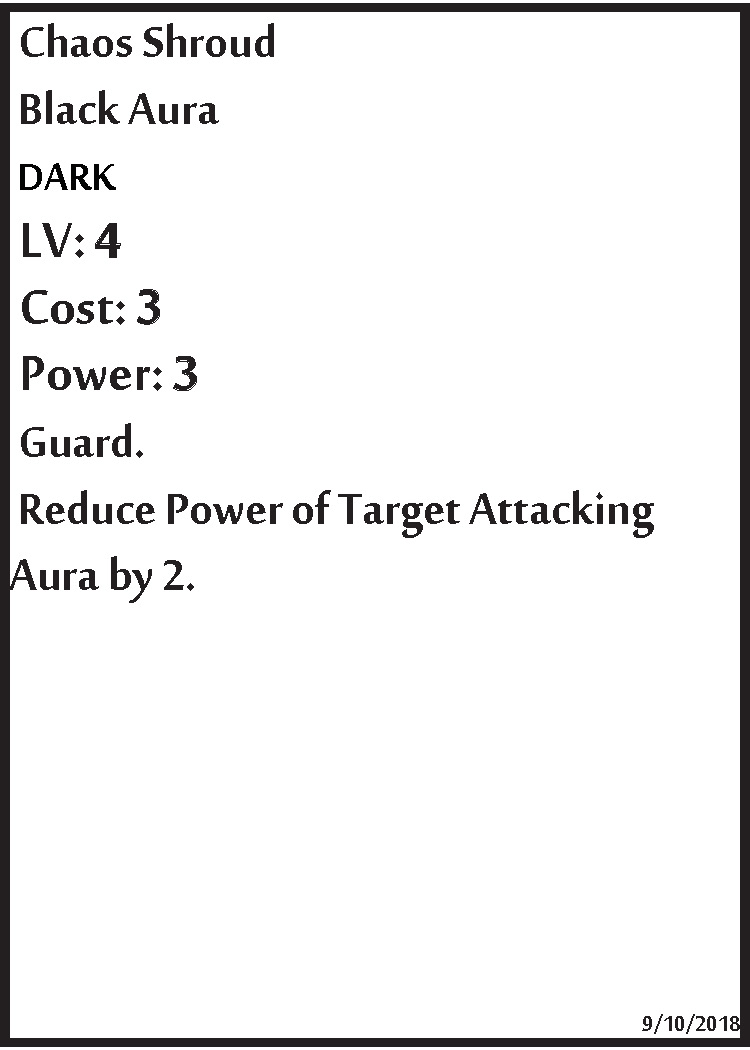 Chaos Shroud
Black Aura
DARK
LV: 4
Cost: 3
Power: 3
Guard.
Reduce Power of Target Attacking
Aura by 2.
9/10/2018